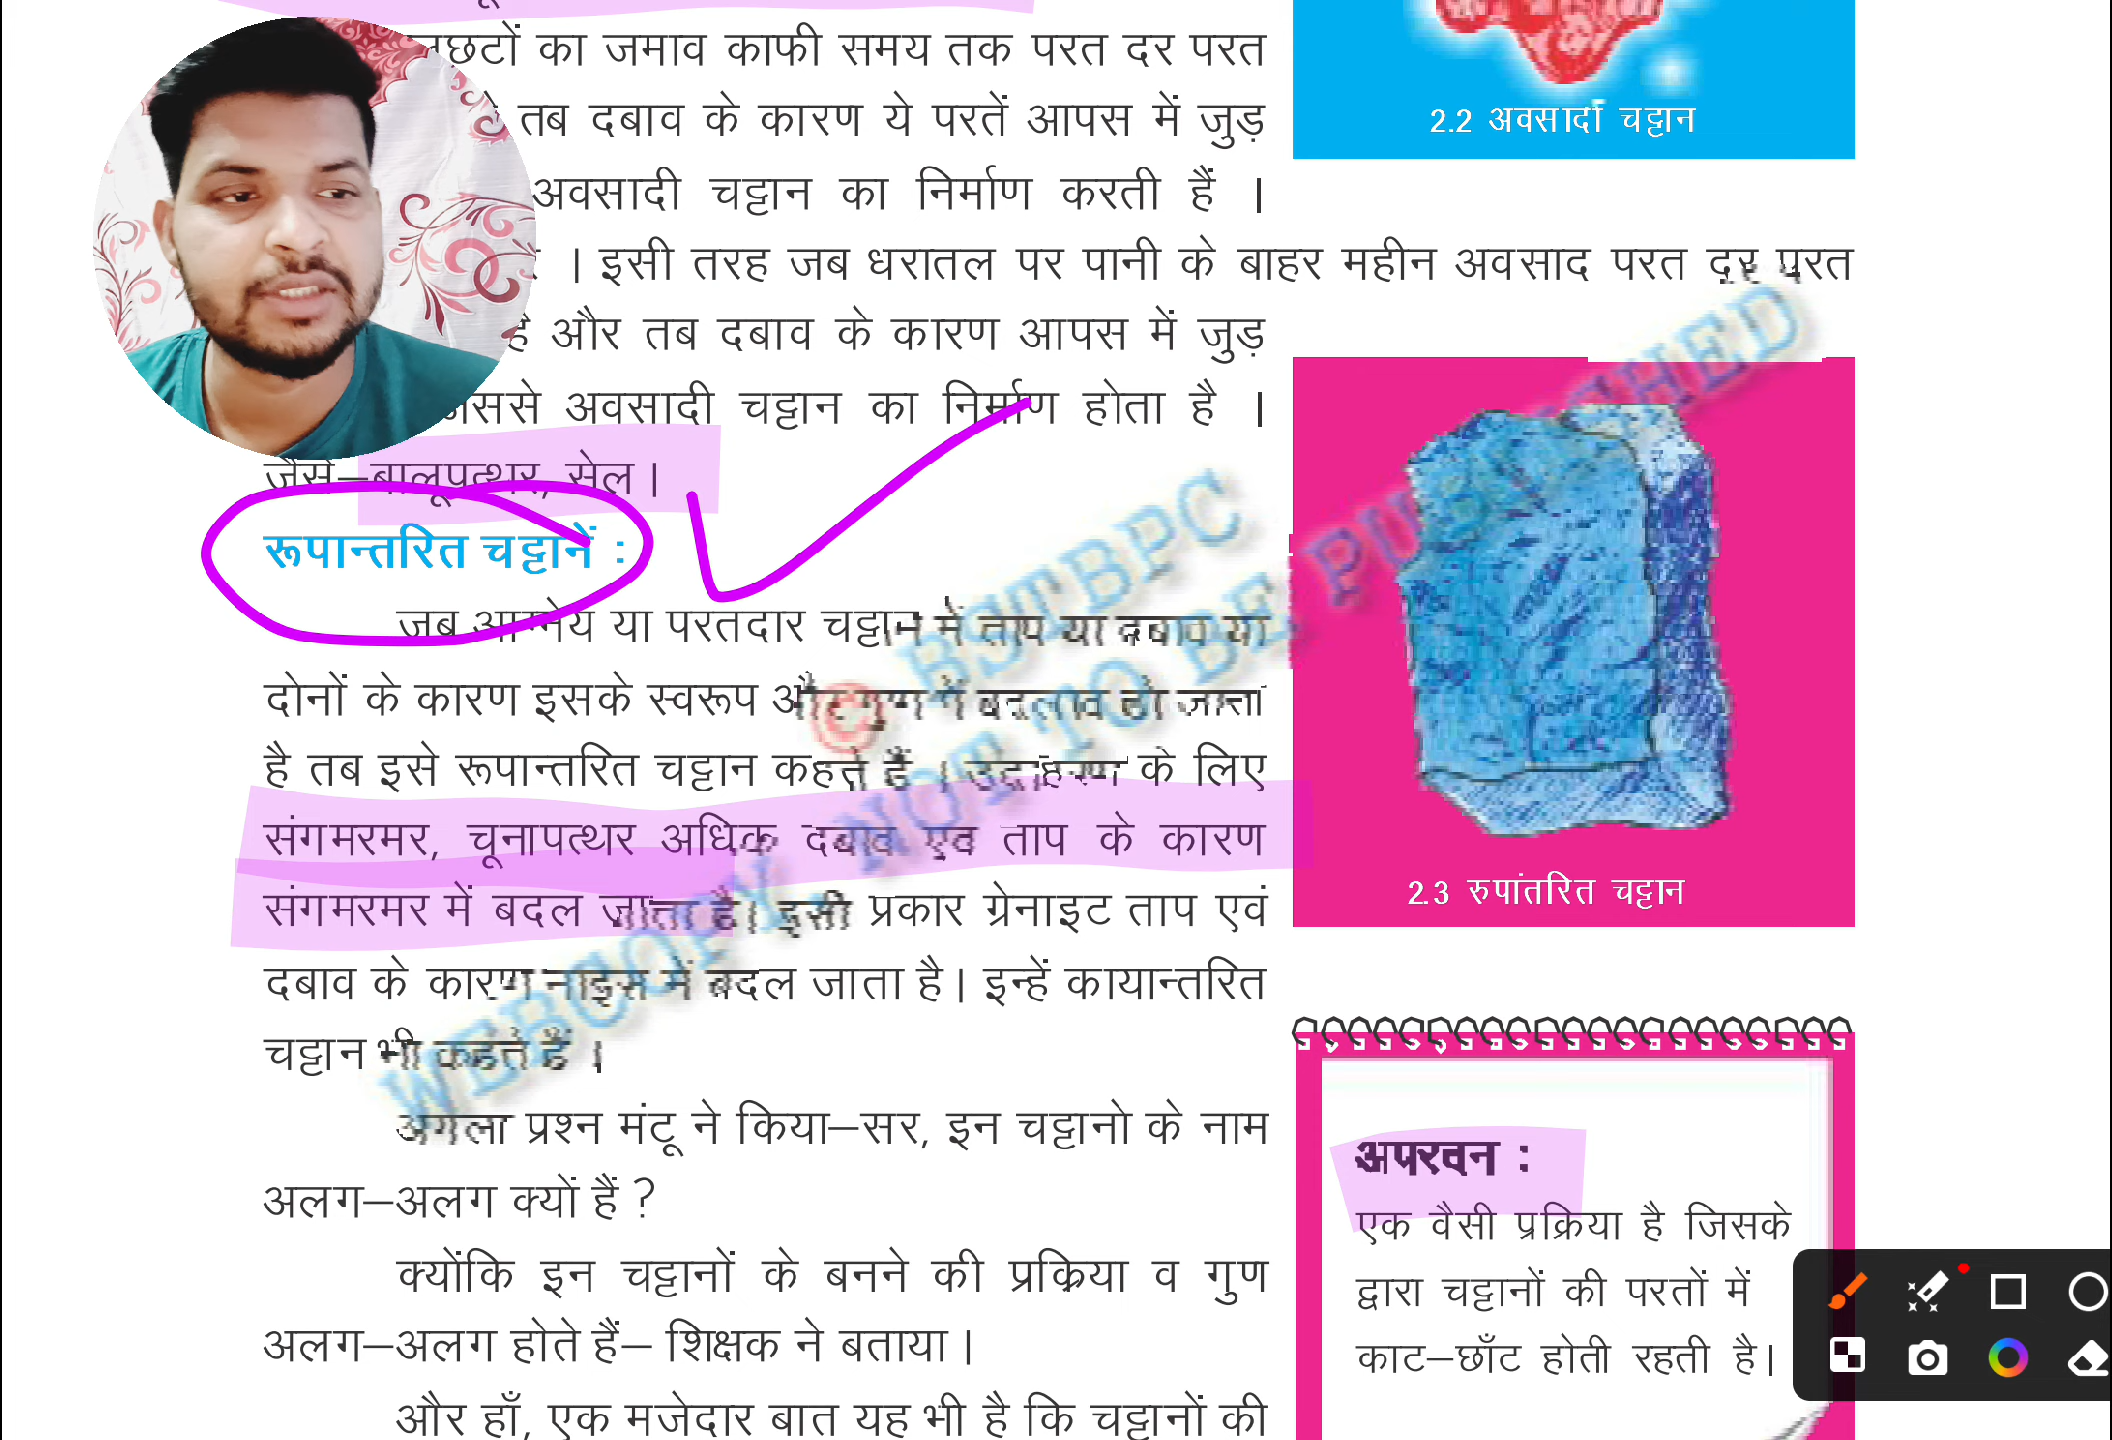 का जमाव काफी समय तक परत दर परत
तब दबाव के कारण ये परतें आपस में जुड़
2.2 अवसादी चट्टान
अवसादी चट्टान का निर्माण करती हैं ।
। इसी तरह जब धरातल पर पानी के बाहर महीन अवसाद परत दर परत
है और तब दबाव के कारण आपस में जुड़
अवसादी चट्टान का निर्माण होता है ।
जैसे–बालूपत्थर, सेल ।
रूपान्तरित चट्टानें :
जब आग्नेय या परतदार चट्टान में ताप या दबाव या
दोनों के कारण इसके स्वरूप और गुण में बदलाव हो जाता
है तब इसे रूपान्तरित चट्टान कहते हैं । उदाहरण के लिए
संगमरमर, चूनापत्थर अधिक दबाव एवं ताप के कारण
संगमरमर में बदल जाता है। इसी प्रकार ग्रेनाइट ताप एवं
दबाव के कारण नाइस में बदल जाता है। इन्हें कायान्तरित
चट्टान भी कहते हैं ।
2.3 रुपांतरित चट्टान
अगला प्रश्न मंटू ने किया–सर, इन चट्टानो के नाम
अलग–अलग क्यों हैं ?
क्योंकि इन चट्टानों के बनने की प्रक्रिया व गुण
अलग–अलग होते हैं– शिक्षक ने बताया ।
और हाँ, एक मजेदार बात यह भी है कि चट्टानों की
अपरदन :
एक वैसी प्रक्रिया है जिसके
द्वारा चट्टानों की परतों में
काट–छाँट होती रहती है।
© BSTBPC
WEBCOPY, NOT TO BE PUBLISHED